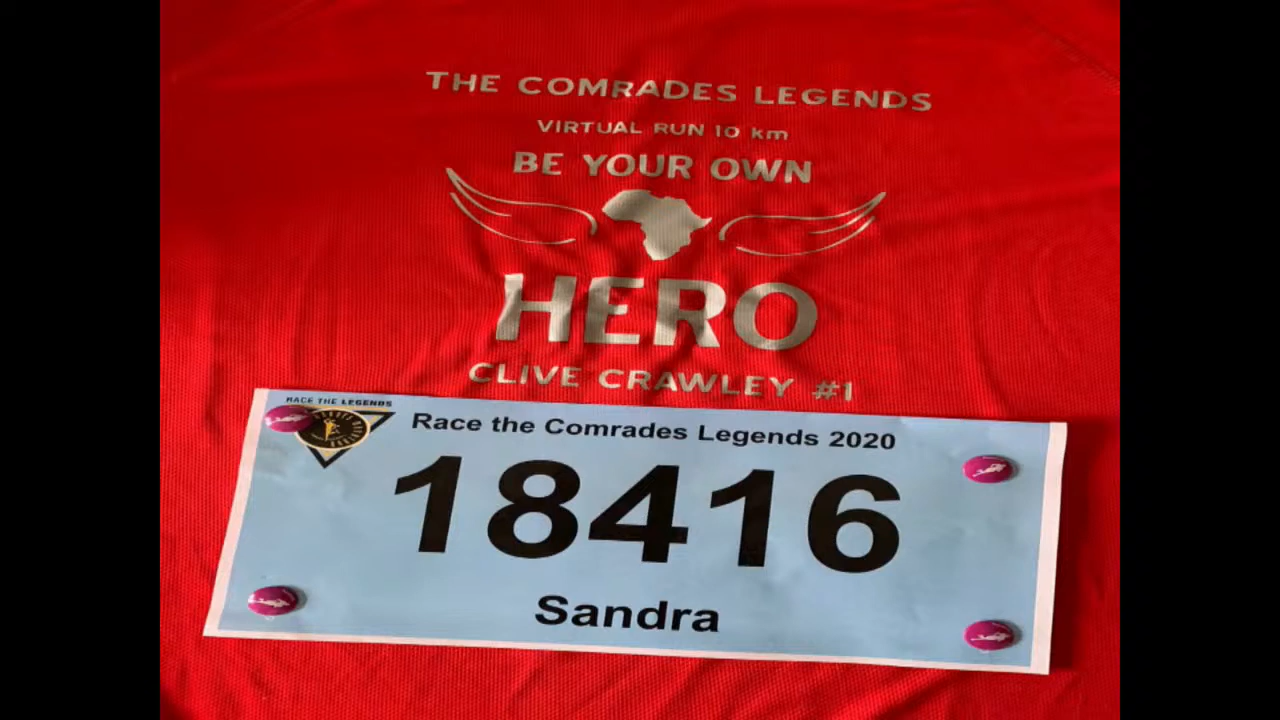 THE COMRADES LEGENDS
VIRTUAL RUN 10 km
BE YOUR OWN
HERO
CLIVE CRAWLEY #1
RACE THE LEGENDS
Race the Comrades Legends 2020
18416
Sandra